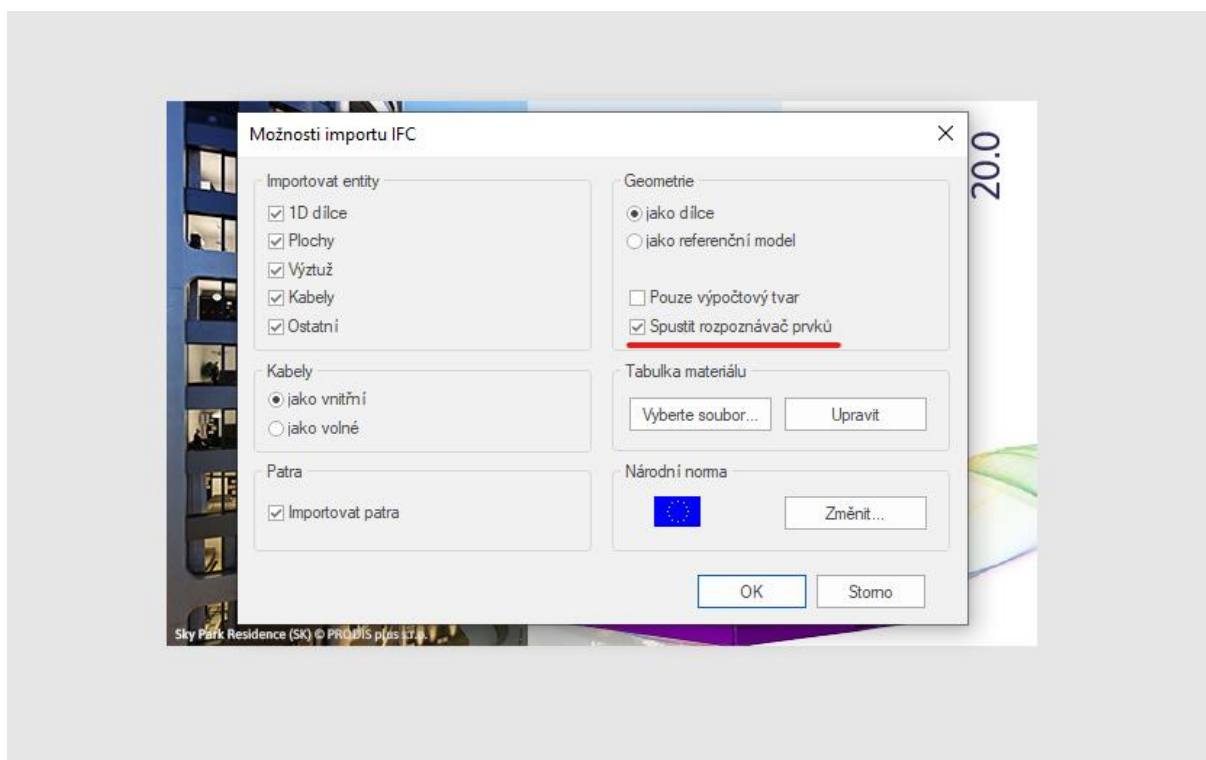 Možnosti importu IFC
20.0
Importovat entity
1D dílce
Plochy
Výztuž
Kabely
Ostatní
Geometrie
jako dílce
jako referenční model
Pouze výpočtový tvar
Spustit rozpoznávač prvků
Kabely
jako vnitřní
jako volné
Tabulka materiálu
Vyberte soubor...
Upravit
Patra
Importovat patra
Národní norma
Změnit...
OK
Storno
Sky Park Residence (SK) © PRODIS plus s.r.o.